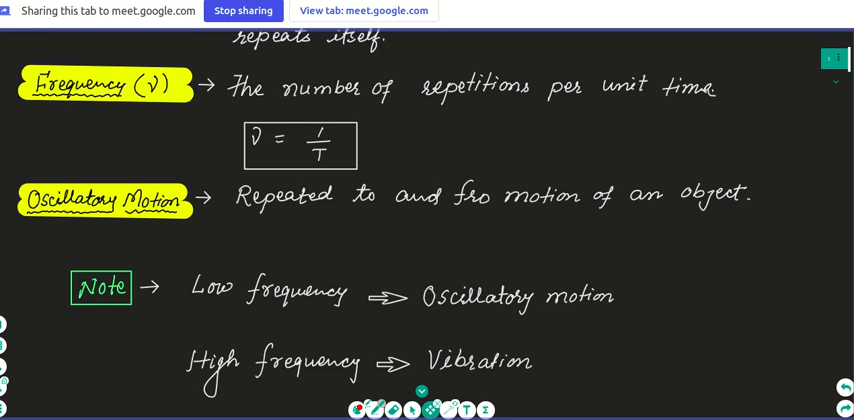 Sharing this tab to meet.google.com
Stop sharing
View tab: meet.google.com
repeats itself.
Frequency (ν) → The number of repetitions per unit time.
ν = 1/T
Oscillatory Motion → Repeated to and fro motion of an object.
Note → Low frequency ⇒ Oscillatory motion
High frequency ⇒ Vibration
1
T
Σ